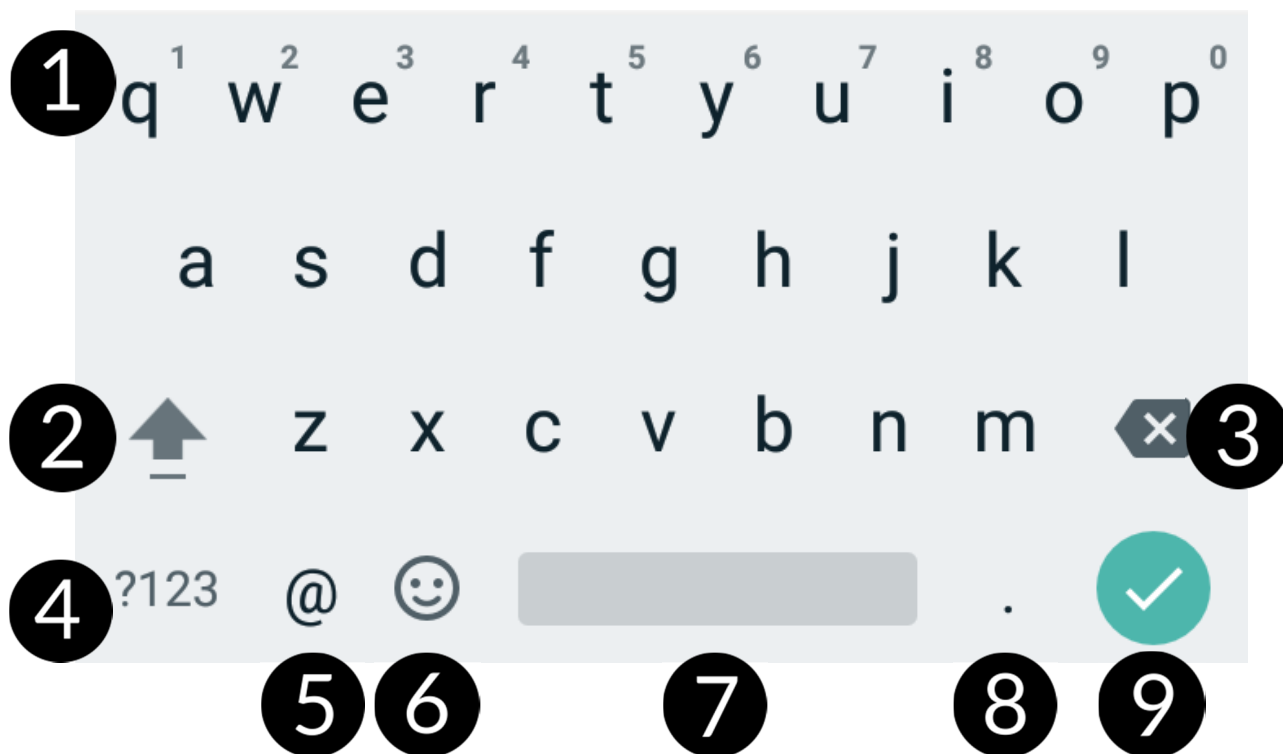 1 2 3 4 5 6 7 8 9 0
1 q w e r t y u i o p
a s d f g h j k l
2 z x c v b n m 3
4 ?123 @ .
5 6 7 8 9